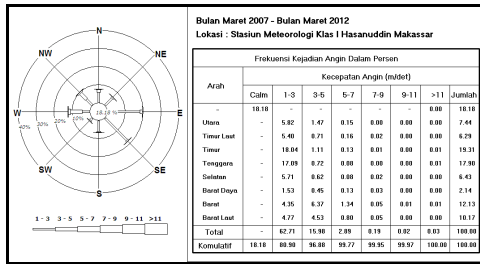 Bulan Maret 2007 - Bulan Maret 2012
Lokasi : Stasiun Meteorologi Klas I Hasanuddin Makassar
N
NW
NE
W
E
SW
SE
S
40%
30%
20%
10%
18.18 %
1 - 3 3 - 5 5 - 7 7 - 9 9 - 11 >11
Frekuensi Kejadian Angin Dalam Persen
Arah
Kecepatan Angin (m/det)
Calm 1-3 3-5 5-7 7-9 9-11 >11 Jumlah
- 18.18 - - - - 0.00 18.18
Utara - 5.82 1.47 0.15 0.00 0.00 0.00 7.44
Timur Laut - 5.40 0.71 0.16 0.02 0.00 0.00 6.29
Timur - 18.04 1.11 0.13 0.01 0.00 0.01 19.31
Tenggara - 17.09 0.72 0.08 0.00 0.00 0.01 17.90
Selatan - 5.71 0.62 0.08 0.02 0.00 0.00 6.43
Barat Daya - 1.53 0.45 0.13 0.03 0.00 0.00 2.14
Barat - 4.35 6.37 1.34 0.05 0.01 0.01 12.13
Barat Laut - 4.77 4.53 0.80 0.05 0.00 0.00 10.17
Total - 62.71 15.98 2.89 0.19 0.02 0.03 100.00
Komulatif 18.18 80.90 96.88 99.77 99.95 99.97 100.00 100.00